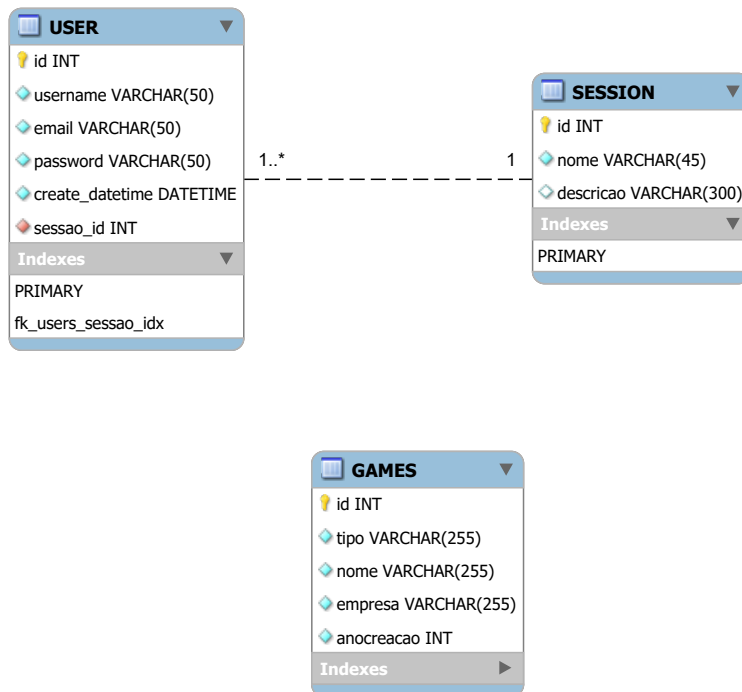 USER
id INT
username VARCHAR(50)
email VARCHAR(50)
password VARCHAR(50)
create_datetime DATETIME
sessao_id INT
Indexes
PRIMARY
fk_users_sessao_idx
1..*
1
SESSION
id INT
nome VARCHAR(45)
descricao VARCHAR(300)
Indexes
PRIMARY
GAMES
id INT
tipo VARCHAR(255)
nome VARCHAR(255)
empresa VARCHAR(255)
anocreacao INT
Indexes